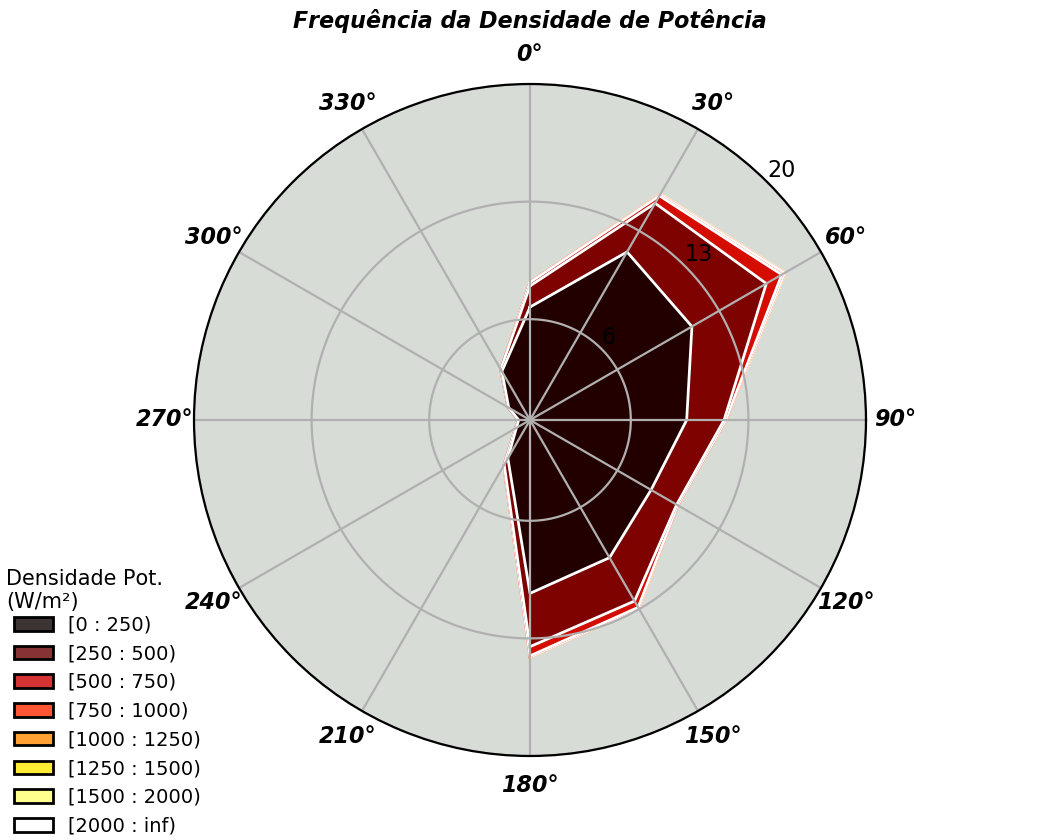 Frequência da Densidade de Potência
0°
330°
30°
20
300°
60°
13
6
270°
90°
240°
120°
210°
150°
180°
Densidade Pot.
(W/m²)
[0 : 250)
[250 : 500)
[500 : 750)
[750 : 1000)
[1000 : 1250)
[1250 : 1500)
[1500 : 2000)
[2000 : inf)